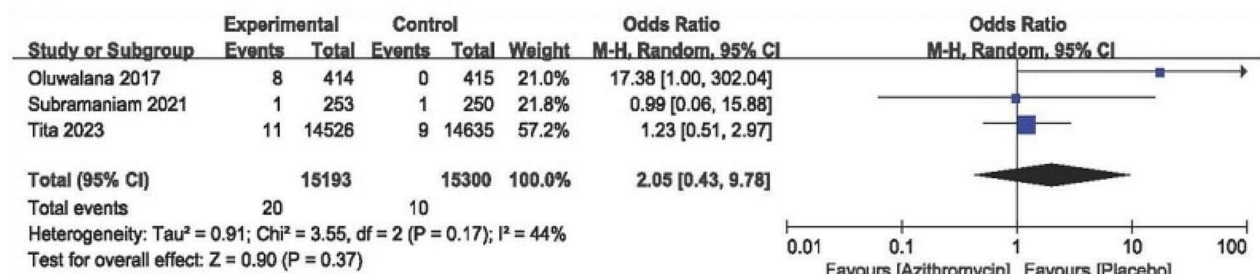 Experimental Control Odds Ratio Odds Ratio
Study or Subgroup Events Total Events Total Weight M-H, Random, 95% CI M-H, Random, 95% CI
Oluwalana 2017 8 414 0 415 21.0% 17.38 [1.00, 302.04]
Subramaniam 2021 1 253 1 250 21.8% 0.99 [0.06, 15.88]
Tita 2023 11 14526 9 14635 57.2% 1.23 [0.51, 2.97]
Total (95% CI) 15193 15300 100.0% 2.05 [0.43, 9.78]
Total events 20 10
Heterogeneity: Tau² = 0.91; Chi² = 3.55, df = 2 (P = 0.17); I² = 44%
Test for overall effect: Z = 0.90 (P = 0.37)
0.01 0.1 1 10 100
Favours [Azithromycin] Favours [Placebo]